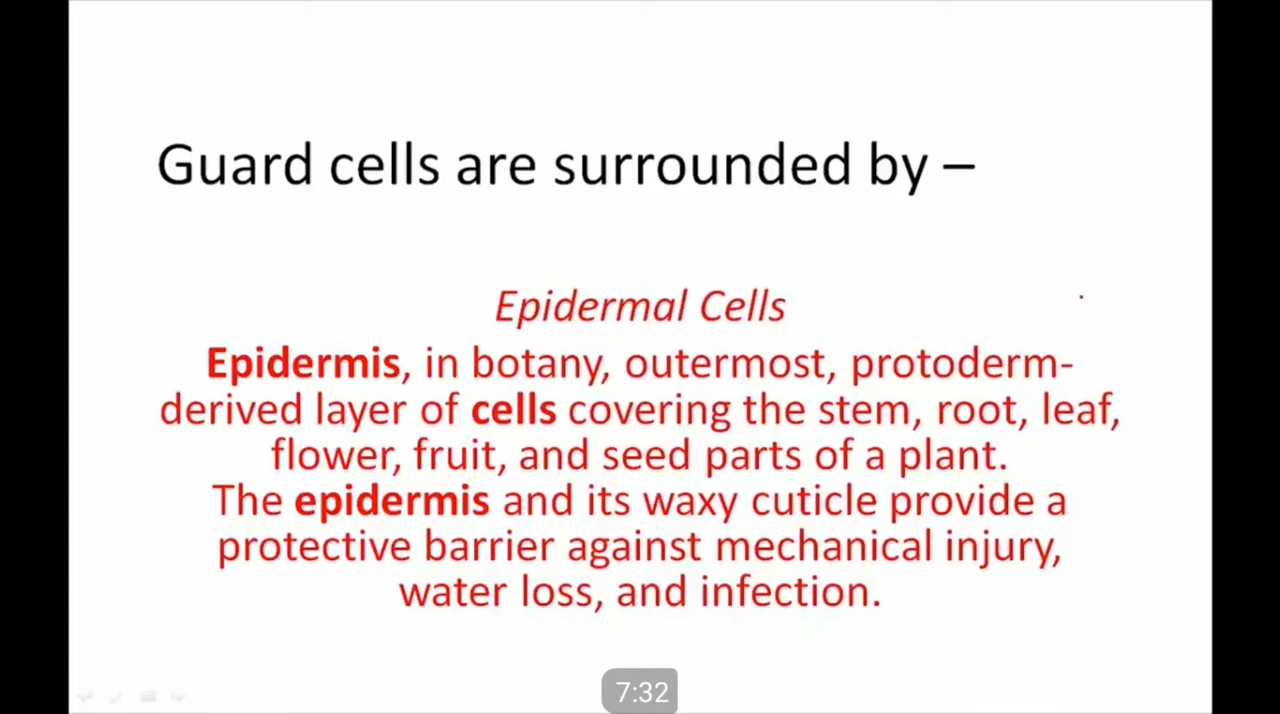 Guard cells are surrounded by –
Epidermal Cells
Epidermis, in botany, outermost, protoderm-
derived layer of cells covering the stem, root, leaf,
flower, fruit, and seed parts of a plant.
The epidermis and its waxy cuticle provide a
protective barrier against mechanical injury,
water loss, and infection.
7:32